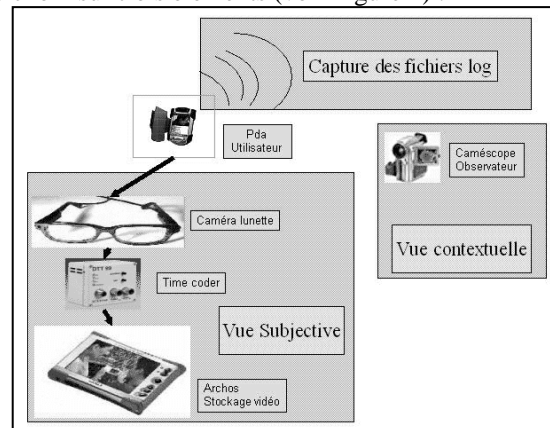 Capture des fichiers log
Pda
Utilisateur
Caméscope
Observateur
Caméra lunette
Vue contextuelle
Time coder
Vue Subjective
Archos
Stockage vidéo